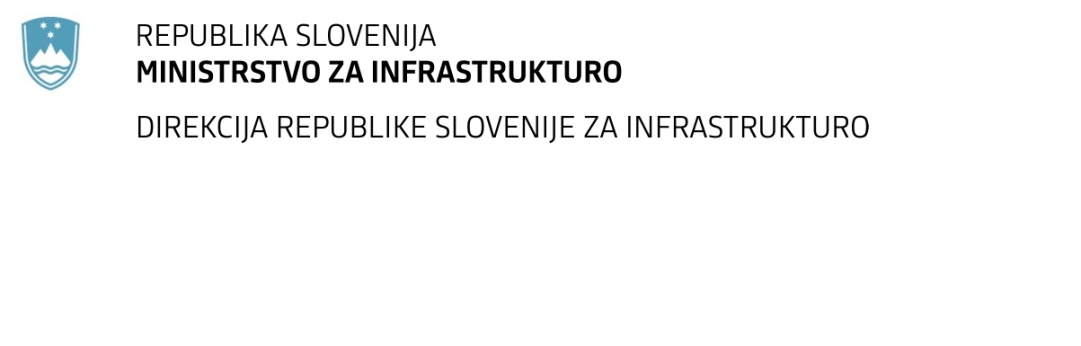 REPUBLIKA SLOVENIJA
MINISTRSTVO ZA INFRASTRUKTURO
DIREKCIJA REPUBLIKE SLOVENIJE ZA INFRASTRUKTURO